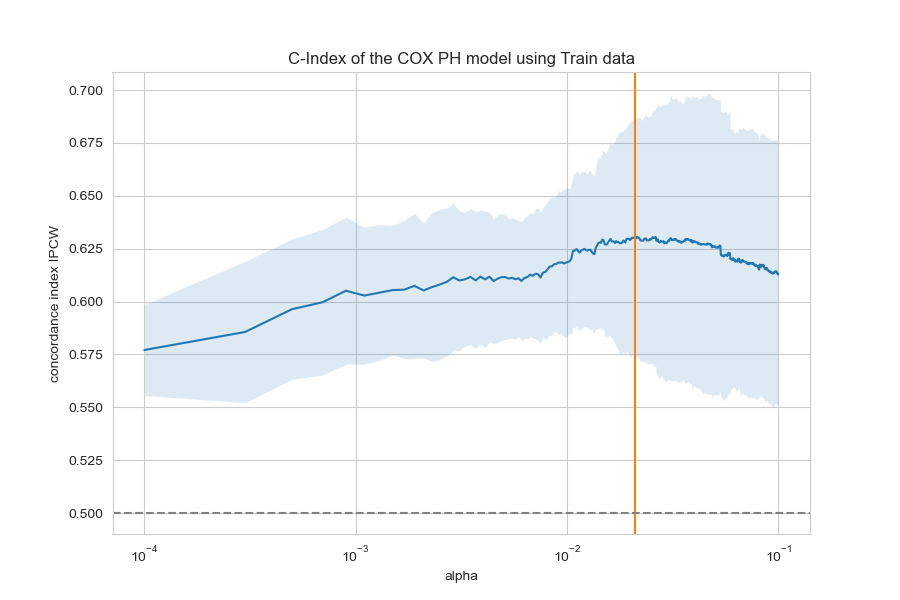 C-Index of the COX PH model using Train data
concordance index IPCW
0.700
0.675
0.650
0.625
0.600
0.575
0.550
0.525
0.500
10⁻⁴ 10⁻³ 10⁻² 10⁻¹
alpha